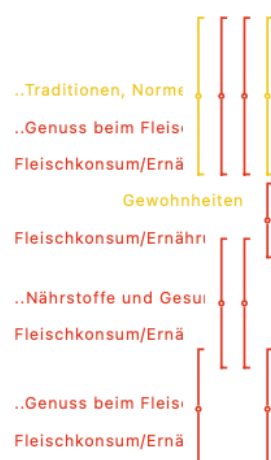 ..Traditionen, Norme
..Genuss beim Fleis
Fleischkonsum/Ernä
Gewohnheiten
Fleischkonsum/Ernähru
..Nährstoffe und Gesu
Fleischkonsum/Ernä
..Genuss beim Fleis
Fleischkonsum/Ernä